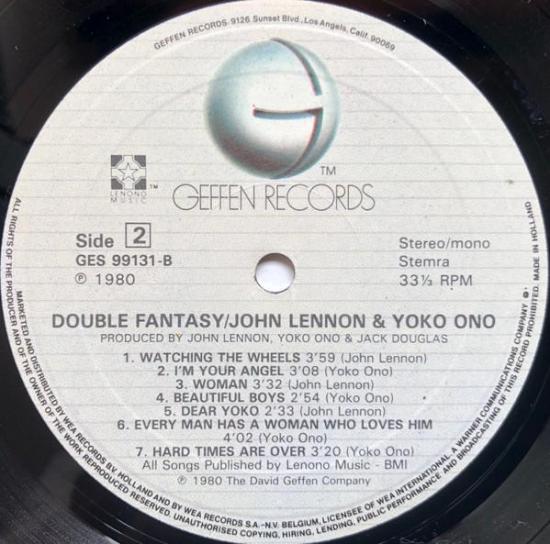 GEFFEN RECORDS 9126 Sunset Blvd., Los Angeles, Calif. 90069
TM
LENONO
MUSIC
TM
GEFFEN RECORDS
Side 2
GES 99131-B
℗ 1980
Stereo/mono
Stemra
33⅓ RPM
DOUBLE FANTASY/JOHN LENNON & YOKO ONO
PRODUCED BY JOHN LENNON, YOKO ONO & JACK DOUGLAS
1. WATCHING THE WHEELS 3'59 (John Lennon)
2. I'M YOUR ANGEL 3'08 (Yoko Ono)
3. WOMAN 3'32 (John Lennon)
4. BEAUTIFUL BOYS 2'54 (Yoko Ono)
5. DEAR YOKO 2'33 (John Lennon)
6. EVERY MAN HAS A WOMAN WHO LOVES HIM
4'02 (Yoko Ono)
7. HARD TIMES ARE OVER 3'20 (Yoko Ono)
All Songs Published by Lenono Music - BMI
℗ 1980 The David Geffen Company
ALL RIGHTS OF THE PRODUCER AND OF THE OWNER OF THE WORK REPRODUCED RESERVED. UNAUTHORISED COPYING, HIRING, LENDING, PUBLIC PERFORMANCE AND BROADCASTING OF THIS RECORD PROHIBITED. MADE IN HOLLAND
MARKETED AND DISTRIBUTED BY WEA RECORDS B.V. HOLLAND AND BY WEA RECORDS S.A.-N.V. BELGIUM, LICENSEE OF WEA INTERNATIONAL, A WARNER COMMUNICATIONS COMPANY